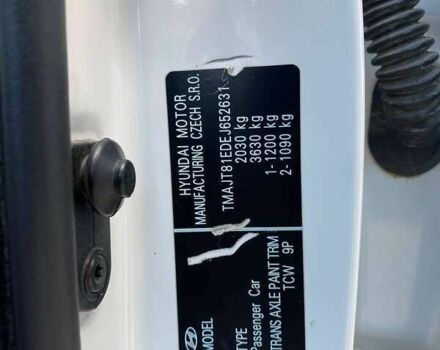 HYUNDAI MOTOR
MANUFACTURING CZECH S.R.O.
TMAJT81EDEJ652631
2030 kg
3630 kg
1-1200 kg
2-1090 kg
MODEL
TYPE
Passenger Car
TRANS AXLE PAINT TRIM
TCW 9P